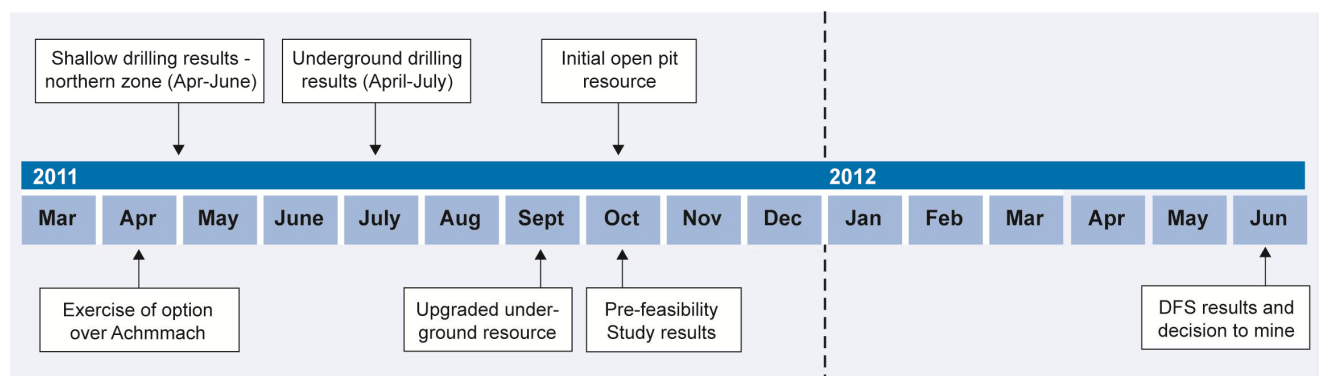 Shallow drilling results -
northern zone (Apr-June)
Underground drilling
results (April-July)
Initial open pit
resource
2011
2012
Mar Apr May June July Aug Sept Oct Nov Dec Jan Feb Mar Apr May Jun
Exercise of option
over Achmmach
Upgraded under-
ground resource
Pre-feasibility
Study results
DFS results and
decision to mine